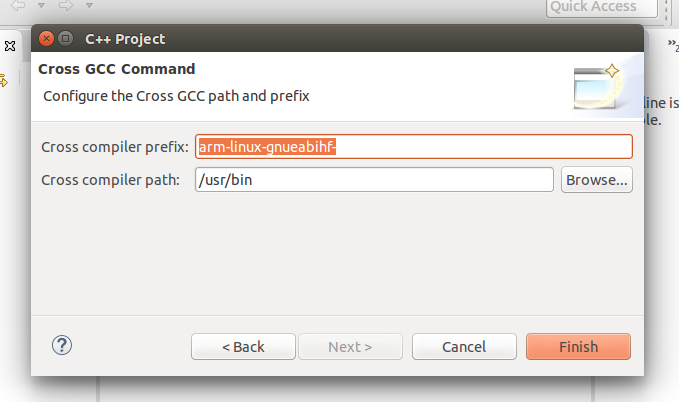 Quick Access
C++ Project
Cross GCC Command
Configure the Cross GCC path and prefix
line is
ble.
Cross compiler prefix: arm-linux-gnueabihf-
Cross compiler path: /usr/bin Browse...
? < Back Next > Cancel Finish